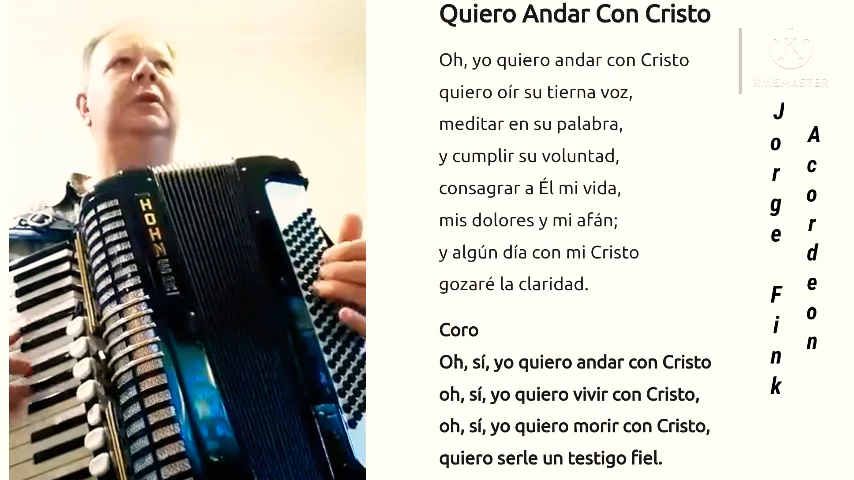 Quiero Andar Con Cristo
Oh, yo quiero andar con Cristo
quiero oír su tierna voz,
meditar en su palabra,
y cumplir su voluntad,
consagrar a Él mi vida,
mis dolores y mi afán;
y algún día con mi Cristo
gozaré la claridad.
Coro
Oh, sí, yo quiero andar con Cristo
oh, sí, yo quiero vivir con Cristo,
oh, sí, yo quiero morir con Cristo,
quiero serle un testigo fiel.
KINEMASTER
Jorge Fink
Acordeon
HOHNER